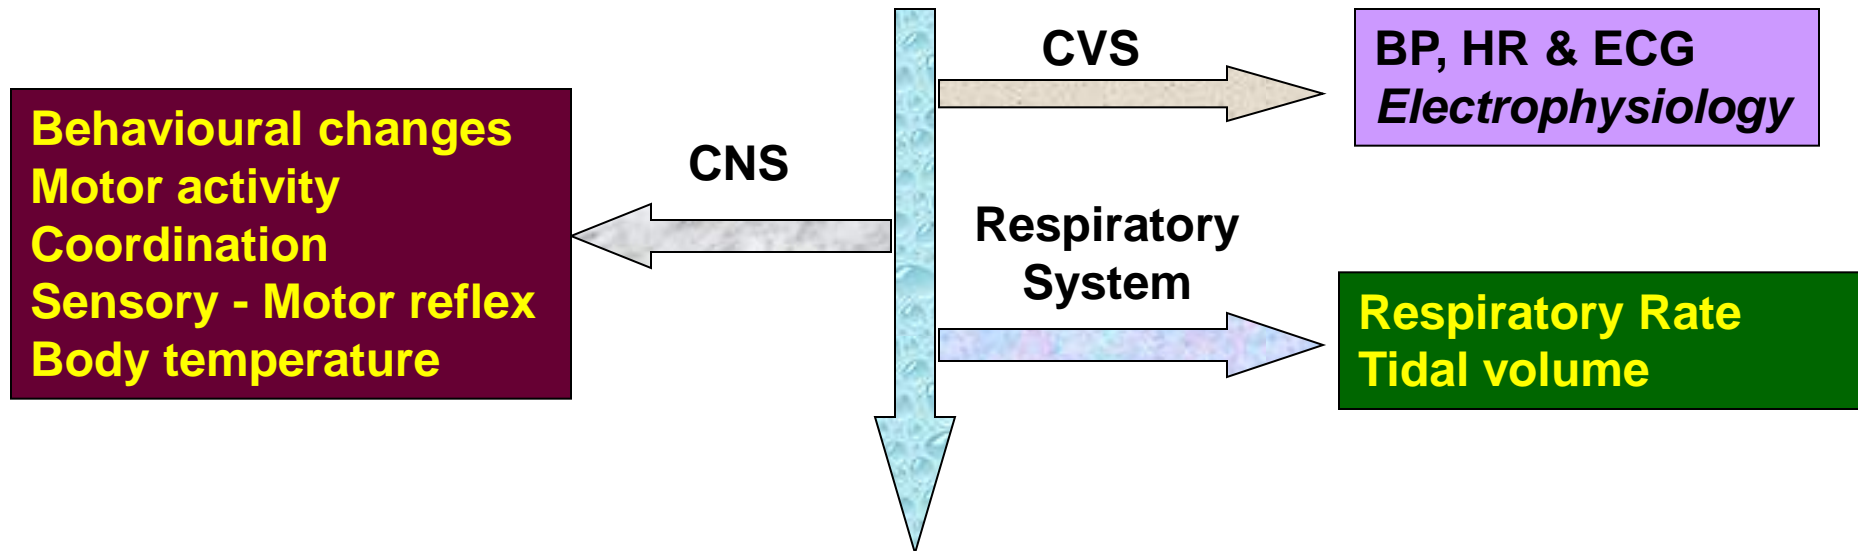 CVS
BP, HR & ECG
Electrophysiology
Behavioural changes
Motor activity
Coordination
Sensory - Motor reflex
Body temperature
CNS
Respiratory
System
Respiratory Rate
Tidal volume